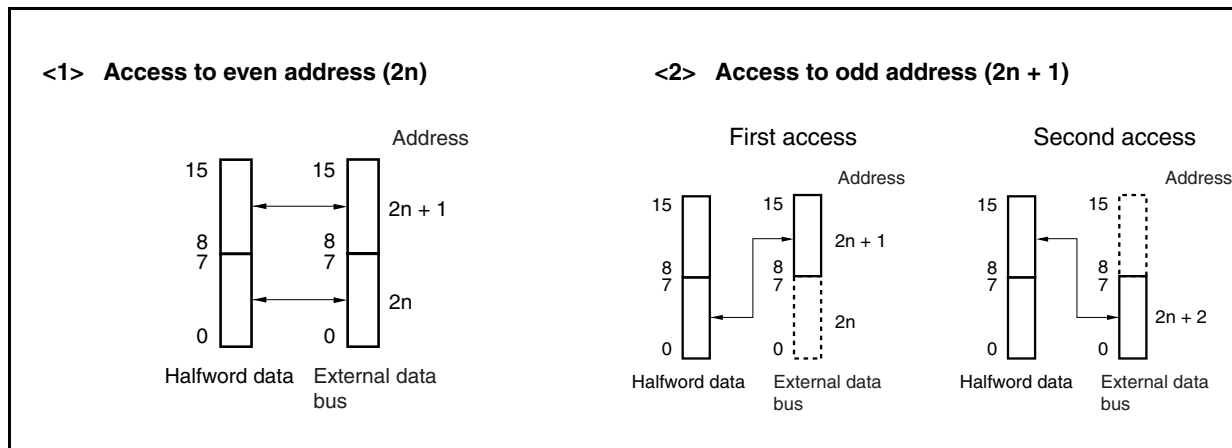 <1> Access to even address (2n)
Address
15 15
2n + 1
8 8
7 7
2n
0 0
Halfword data External data
bus
<2> Access to odd address (2n + 1)
First access
Address
15 15
2n + 1
8 8
7 7
2n
0 0
Halfword data External data
bus
Second access
Address
15 15
8 8
7 7
2n + 2
0 0
Halfword data External data
bus